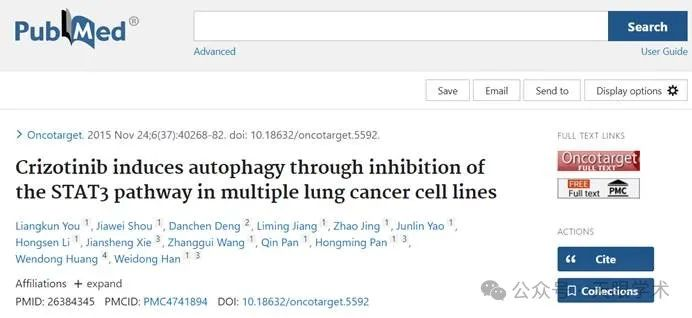 PubMed®
Search
Advanced
User Guide
Save
Email
Send to
Display options
Oncotarget. 2015 Nov 24;6(37):40268-82. doi: 10.18632/oncotarget.5592.
Crizotinib induces autophagy through inhibition of
the STAT3 pathway in multiple lung cancer cell lines
Liangkun You 1, Jiawei Shou 1, Danchen Deng 2, Liming Jiang 1, Zhao Jing 1, Junlin Yao 1,
Hongsen Li 1, Jiansheng Xie 3, Zhanggui Wang 1, Qin Pan 1, Hongming Pan 1 3,
Wendong Huang 4, Weidong Han 1 3
Affiliations + expand
PMID: 26384345 PMCID: PMC4741894 DOI: 10.18632/oncotarget.5592
FULL TEXT LINKS
Oncotarget
FULL TEXT
FREE
Full text
PMC
ACTIONS
Cite
Collections
公众号
学术